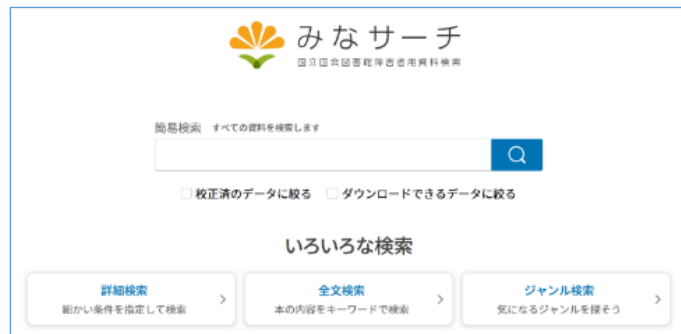 みなサーチ
国立国会図書館障害者用資料検索
簡易検索 すべての資料を検索します
校正済のデータに絞る ダウンロードできるデータに絞る
いろいろな検索
詳細検索
細かい条件を指定して検索
全文検索
本の内容をキーワードで検索
ジャンル検索
気になるジャンルを探そう